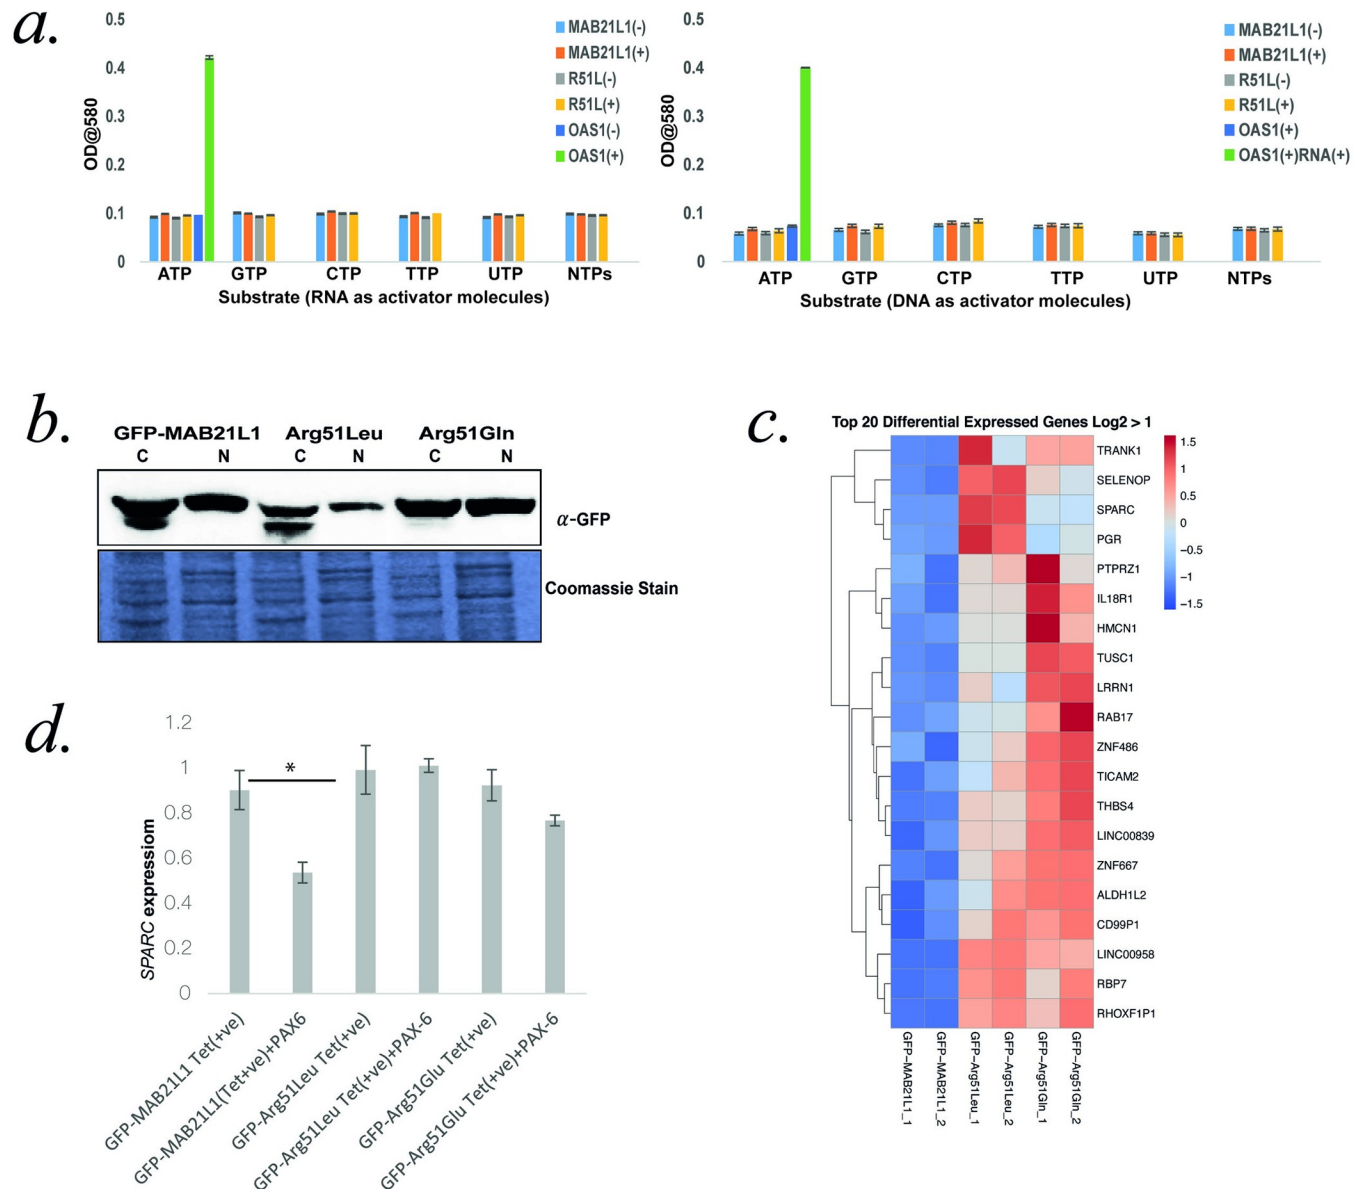 a.
0.5
0.4
0.3
0.2
0.1
0
OD@580
MAB21L1(-)
MAB21L1(+)
R51L(-)
R51L(+)
OAS1(-)
OAS1(+)
ATP GTP CTP TTP UTP NTPs
Substrate (RNA as activator molecules)
0.5
0.4
0.3
0.2
0.1
0
OD@580
MAB21L1(-)
MAB21L1(+)
R51L(-)
R51L(+)
OAS1(+)
OAS1(+)RNA(+)
ATP GTP CTP TTP UTP NTPs
Substrate (DNA as activator molecules)
b.
GFP-MAB21L1 Arg51Leu Arg51Gln
C N C N C N
α-GFP
Coomassie Stain
c.
Top 20 Differential Expressed Genes Log2 > 1
TRANK1
SELENOP
SPARC
PGR
PTPRZ1
IL18R1
HMCN1
TUSC1
LRRN1
RAB17
ZNF486
TICAM2
THBS4
LINC00839
ZNF667
ALDH1L2
CD99P1
LINC00958
RBP7
RHOXF1P1
1.5
1
0.5
0
−0.5
−1
−1.5
GFP−MAB21L1_1
GFP−MAB21L1_2
GFP−Arg51Leu_1
GFP−Arg51Leu_2
GFP−Arg51Gln_1
GFP−Arg51Gln_2
d.
1.2
1
0.8
0.6
0.4
0.2
0
SPARC expression
*
GFP-MAB21L1 Tet(+ve)
GFP-MAB21L1(Tet+ve)+PAX6
GFP-Arg51Leu Tet(+ve)
GFP-Arg51Leu Tet(+ve)+PAX-6
GFP-Arg51Glu Tet(+ve)
GFP-Arg51Glu Tet(+ve)+PAX-6